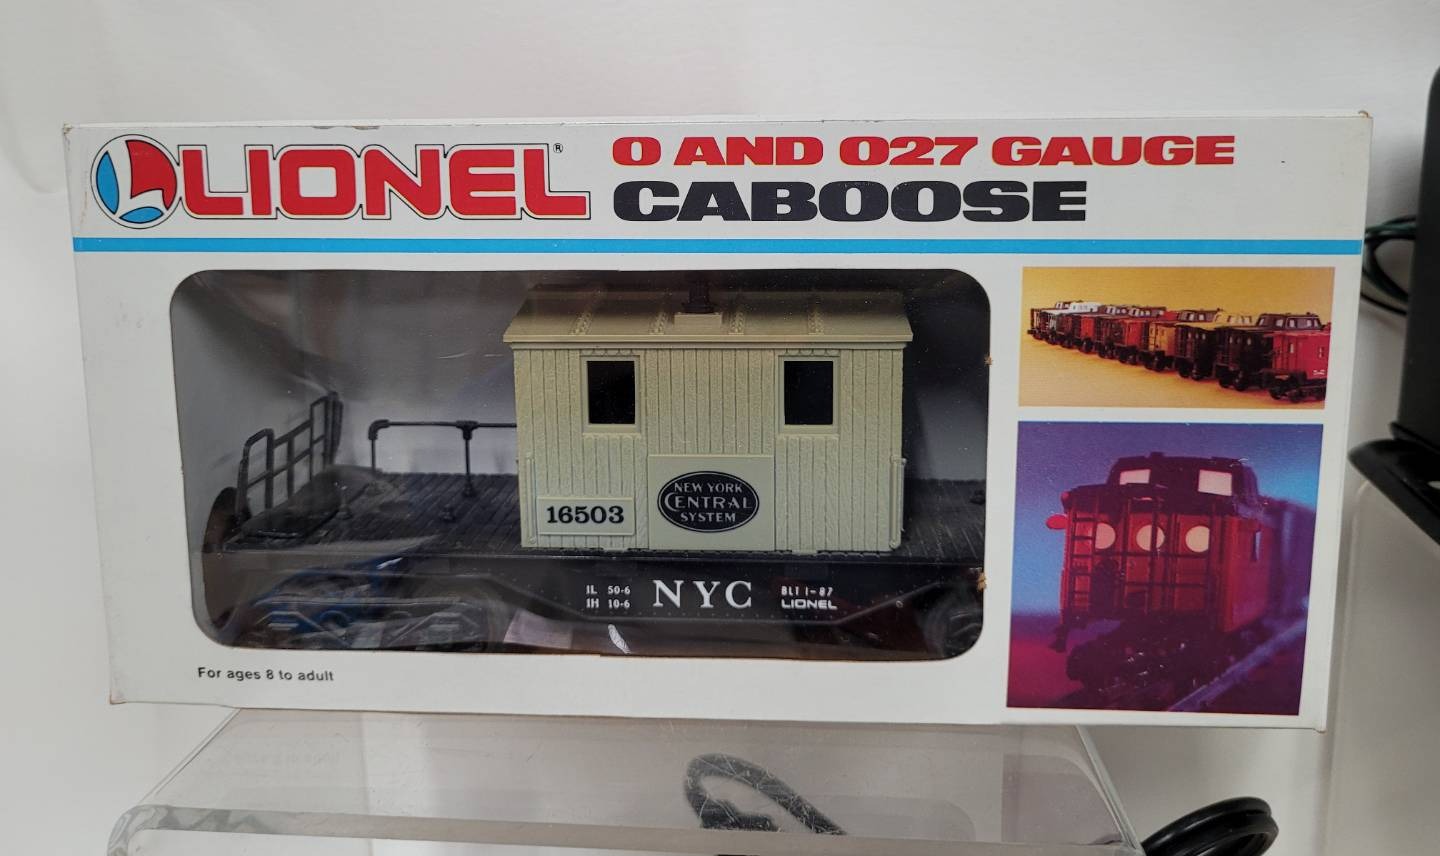 LIONEL®
O AND O27 GAUGE
CABOOSE
NEW YORK
CENTRAL
SYSTEM
16503
IL 50-6
IH 10-6
NYC
BLT 1-87
LIONEL
For ages 8 to adult